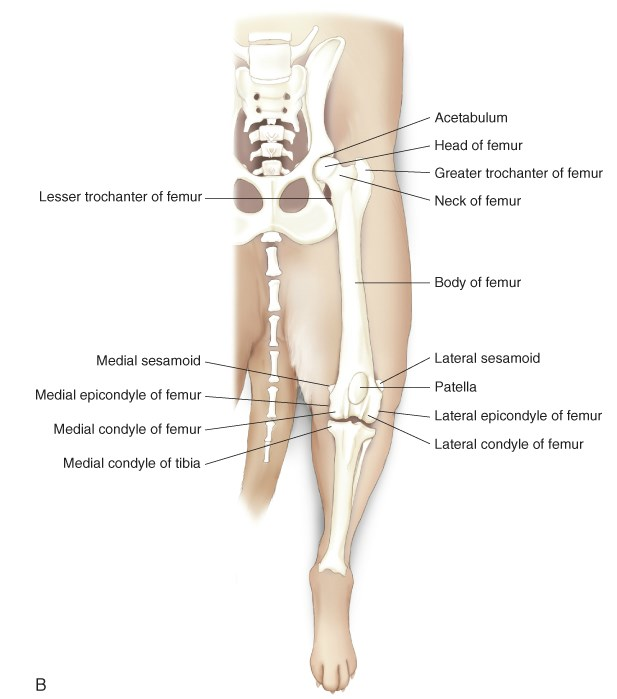 Acetabulum
Head of femur
Greater trochanter of femur
Lesser trochanter of femur
Neck of femur
Body of femur
Medial sesamoid
Lateral sesamoid
Patella
Medial epicondyle of femur
Lateral epicondyle of femur
Medial condyle of femur
Lateral condyle of femur
Medial condyle of tibia
B